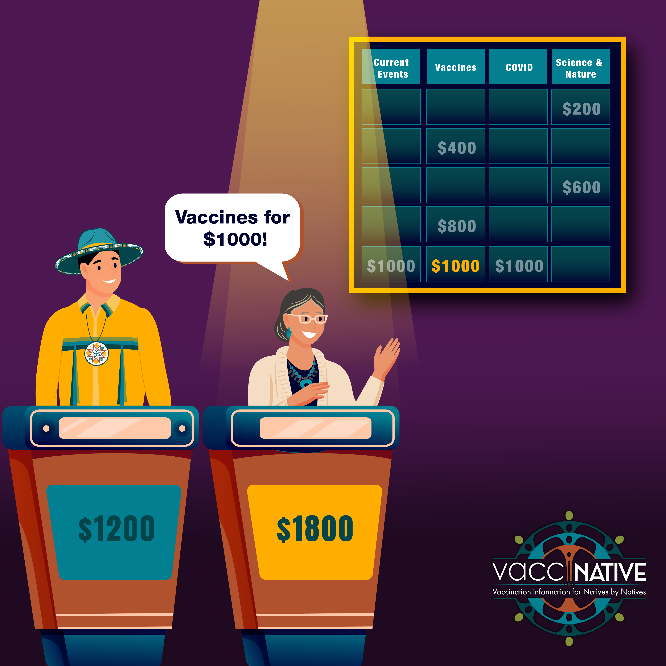 Current
Events
Vaccines
COVID
Science &
Nature
$200
$400
$600
$800
$1000
$1000
$1000
Vaccines for
$1000!
$1200
$1800
VACCINATIVE
Vaccination Information for Natives by Natives